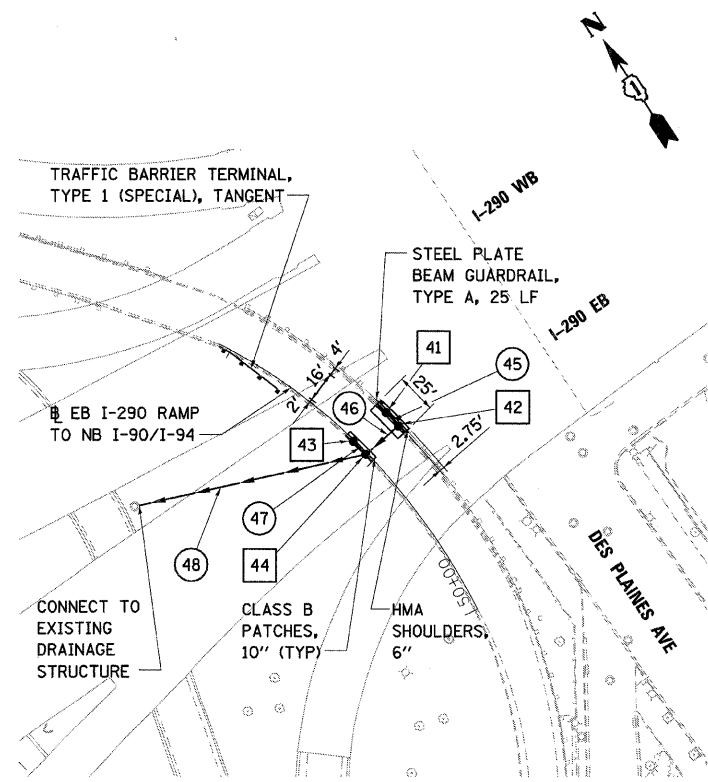 N
1
TRAFFIC BARRIER TERMINAL,
TYPE 1 (SPECIAL), TANGENT
I-290 WB
STEEL PLATE
BEAM GUARDRAIL,
TYPE A, 25 LF
I-290 EB
41
45
4'
16'
2'
25'
46
42
℄ EB I-290 RAMP
TO NB I-90/I-94
43
2.75'
47
48
44
DES PLAINES AVE
CONNECT TO
EXISTING
DRAINAGE
STRUCTURE
CLASS B
PATCHES,
10" (TYP)
HMA
SHOULDERS,
6"
150+00